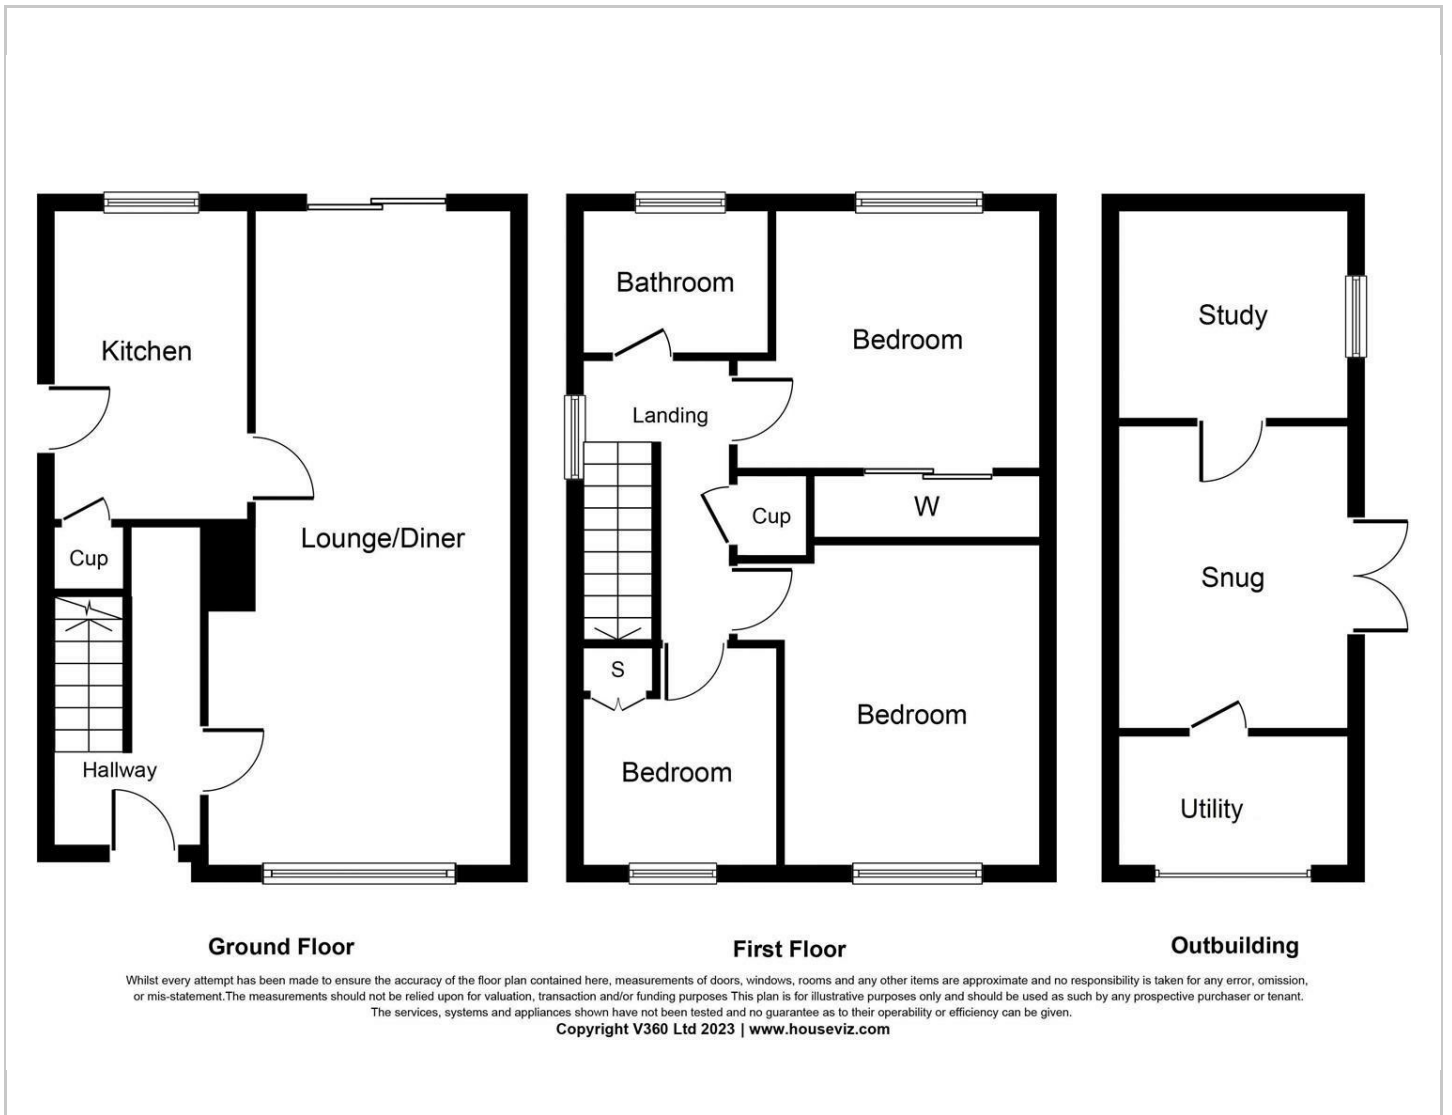 Kitchen
Cup
Hallway
Lounge/Diner
Bathroom
Bedroom
Landing
Cup
W
S
Bedroom
Bedroom
Study
Snug
Utility
Ground Floor
First Floor
Outbuilding
Whilst every attempt has been made to ensure the accuracy of the floor plan contained here, measurements of doors, windows, rooms and any other items are approximate and no responsibility is taken for any error, omission,
or mis-statement.The measurements should not be relied upon for valuation, transaction and/or funding purposes This plan is for illustrative purposes only and should be used as such by any prospective purchaser or tenant.
The services, systems and appliances shown have not been tested and no guarantee as to their operability or efficiency can be given.
Copyright V360 Ltd 2023 | www.houseviz.com